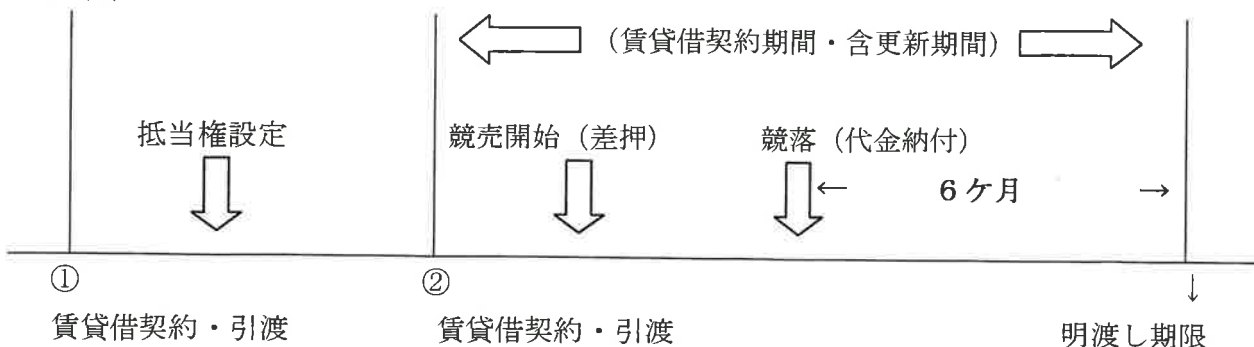 （賃貸借契約期間・含更新期間）
抵当権設定
競売開始（差押）
競落（代金納付）
← 6ケ月 →
①
②
↓
賃貸借契約・引渡
賃貸借契約・引渡
明渡し期限